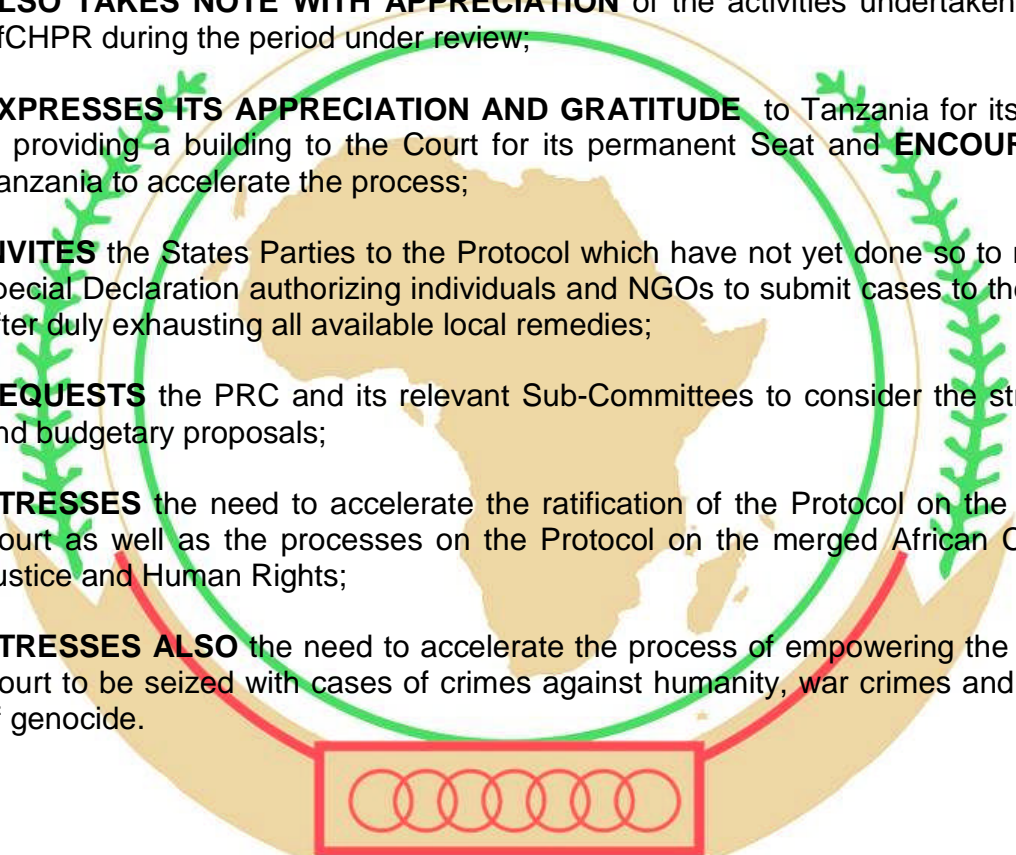 LSO TAKES NOTE WITH APPRECIATION of the activities undertaken
fCHPR during the period under review;
XPRESSES ITS APPRECIATION AND GRATITUDE to Tanzania for its
providing a building to the Court for its permanent Seat and ENCOUR
anzania to accelerate the process;
NVITES the States Parties to the Protocol which have not yet done so to
pecial Declaration authorizing individuals and NGOs to submit cases to the
fter duly exhausting all available local remedies;
EQUESTS the PRC and its relevant Sub-Committees to consider the st
nd budgetary proposals;
TRESSES the need to accelerate the ratification of the Protocol on the
ourt as well as the processes on the Protocol on the merged African C
ustice and Human Rights;
TRESSES ALSO the need to accelerate the process of empowering the
ourt to be seized with cases of crimes against humanity, war crimes and
f genocide.